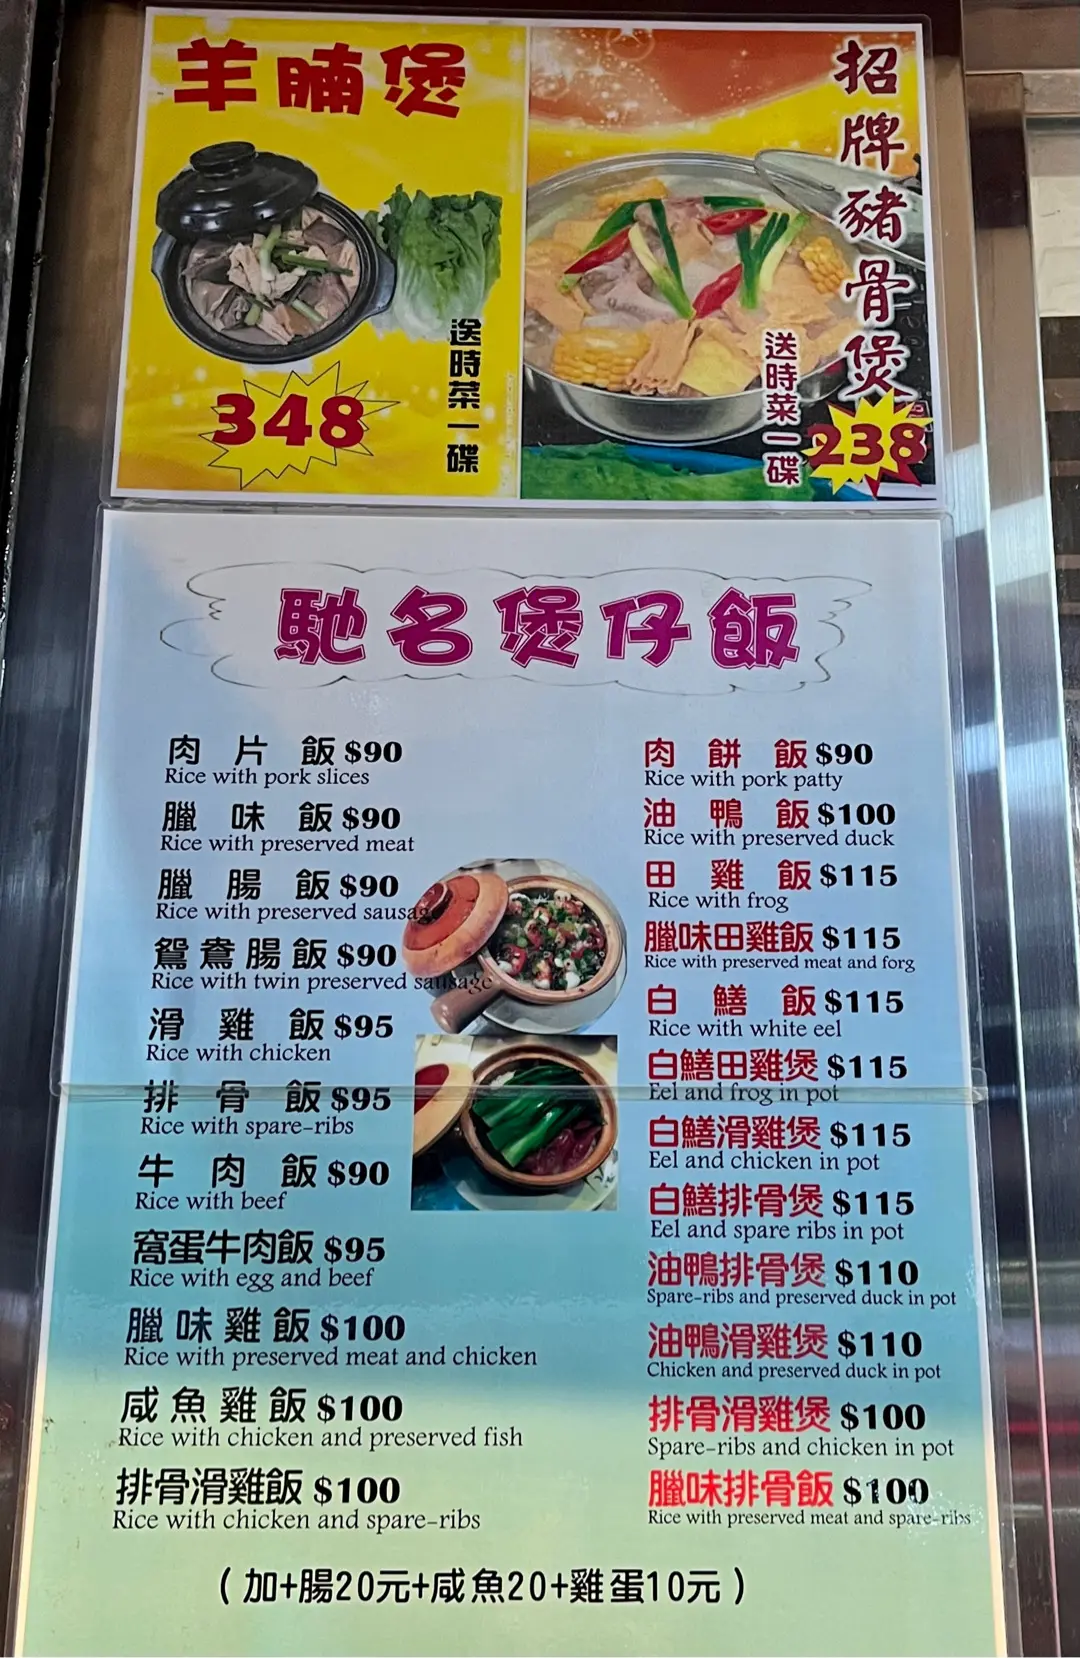 羊腩煲
送時菜一碟
348
招牌豬骨煲
送時菜一碟
238
馳名煲仔飯
肉片飯 $90
Rice with pork slices
臘味飯 $90
Rice with preserved meat
臘腸飯 $90
Rice with preserved sausage
鴛鴦腸飯 $90
Rice with twin preserved sausage
滑雞飯 $95
Rice with chicken
排骨飯 $95
Rice with spare-ribs
牛肉飯 $90
Rice with beef
窩蛋牛肉飯 $95
Rice with egg and beef
臘味雞飯 $100
Rice with preserved meat and chicken
咸魚雞飯 $100
Rice with chicken and preserved fish
排骨滑雞飯 $100
Rice with chicken and spare-ribs
肉餅飯 $90
Rice with pork patty
油鴨飯 $100
Rice with preserved duck
田雞飯 $115
Rice with frog
臘味田雞飯 $115
Rice with preserved meat and forg
白鱔飯 $115
Rice with white eel
白鱔田雞煲 $115
Eel and frog in pot
白鱔滑雞煲 $115
Eel and chicken in pot
白鱔排骨煲 $115
Eel and spare ribs in pot
油鴨排骨煲 $110
Spare-ribs and preserved duck in pot
油鴨滑雞煲 $110
Chicken and preserved duck in pot
排骨滑雞煲 $100
Spare-ribs and chicken in pot
臘味排骨飯 $100
Rice with preserved meat and spare-ribs
(加+腸20元+咸魚20+雞蛋10元)